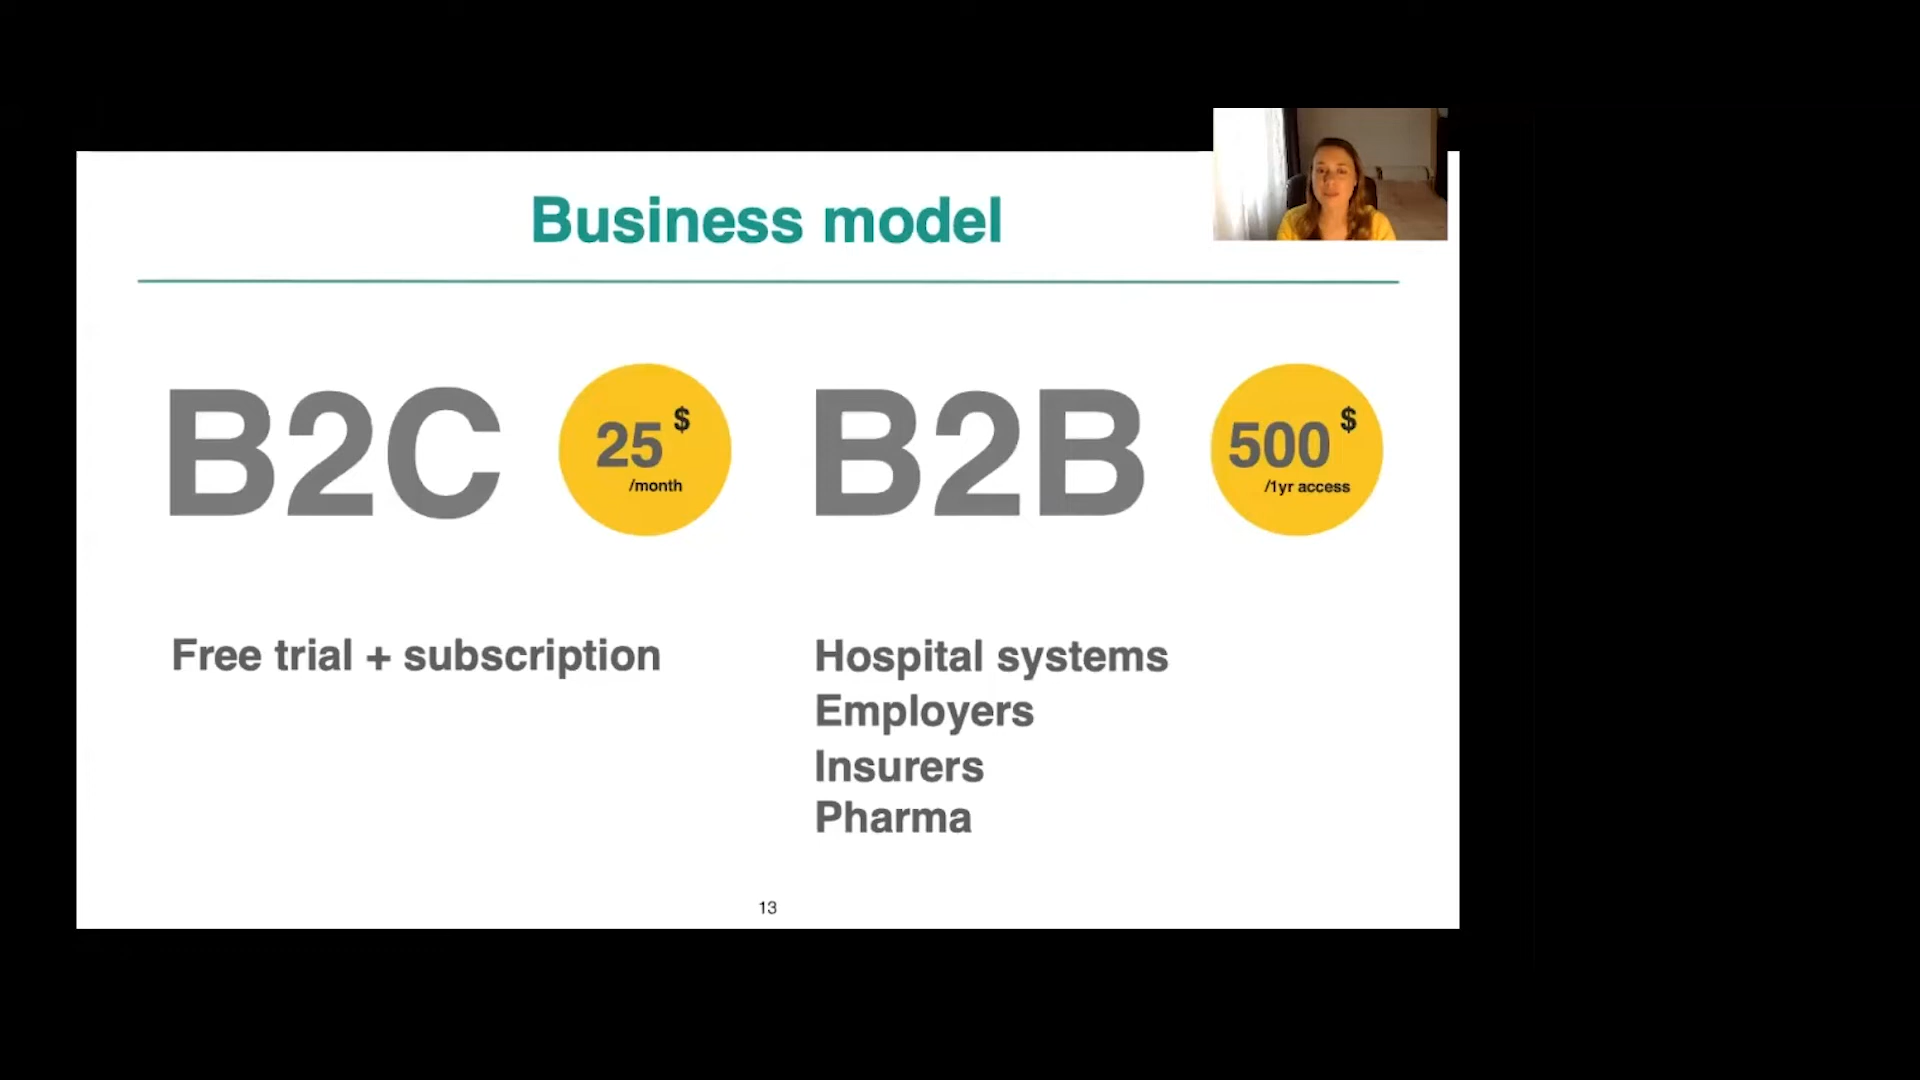 Business model
B2C
25 $
/month
B2B
500 $
/1yr access
Free trial + subscription
Hospital systems
Employers
Insurers
Pharma
13